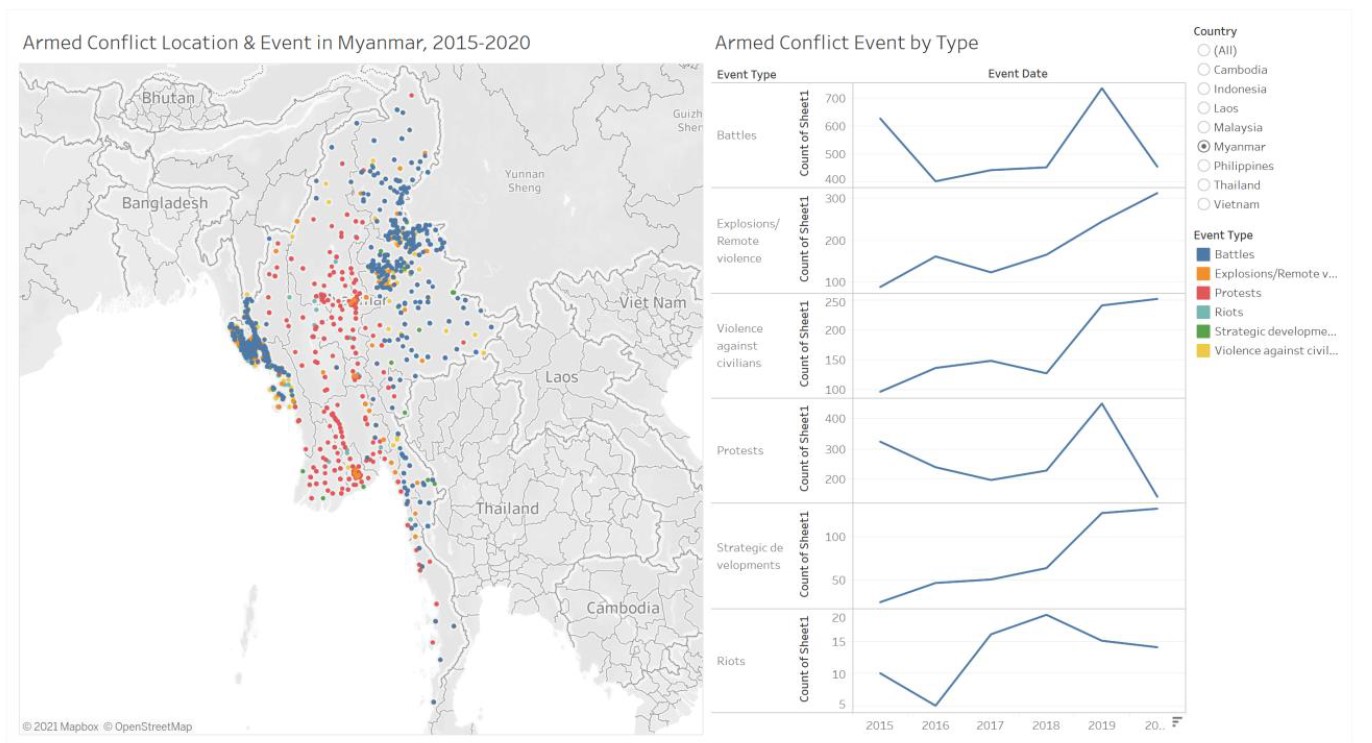 Armed Conflict Location & Event in Myanmar, 2015-2020
Bhutan
Guizh
Sher
Yunnan
Sheng
Bangladesh
Viet Nam
Laos
Thailand
Cambodia
© 2021 Mapbox © OpenStreetMap
Armed Conflict Event by Type
Event Type
Event Date
Battles
Count of Sheet1
700
600
500
400
Explosions/
Remote
violence
Count of Sheet1
300
200
100
Violence
against
civilians
Count of Sheet1
250
200
150
100
Protests
Count of Sheet1
400
300
200
Strategic de
velopments
Count of Sheet1
100
50
Riots
Count of Sheet1
20
15
10
5
2015 2016 2017 2018 2019 20..
Country
(All)
Cambodia
Indonesia
Laos
Malaysia
Myanmar
Philippines
Thailand
Vietnam
Event Type
Battles
Explosions/Remote v...
Protests
Riots
Strategic developme...
Violence against civil...